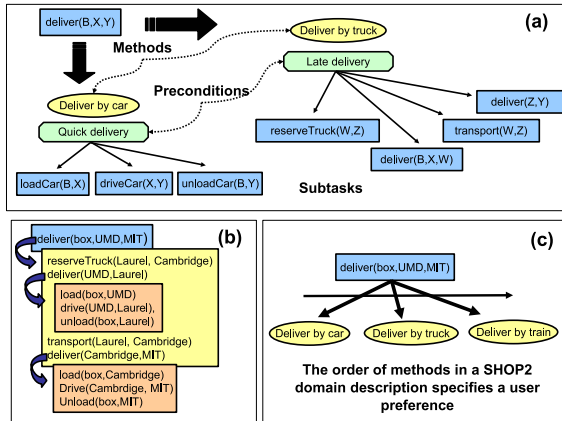 deliver(B,X,Y)
(a)
Methods
Deliver by truck
Preconditions
Late delivery
Deliver by car
Quick delivery
deliver(Z,Y)
reserveTruck(W,Z)
transport(W,Z)
deliver(B,X,W)
loadCar(B,X)
driveCar(X,Y)
unloadCar(B,Y)
Subtasks
(b)
deliver(box,UMD,MIT)
reserveTruck(Laurel, Cambridge)
deliver(UMD,Laurel)
load(box,UMD)
drive(UMD,Laurel),
unload(box,Laurel)
transport(Laurel, Cambridge)
deliver(Cambridge,MIT)
load(box,Cambridge)
Drive(Cambrdige, MIT)
Unload(box,MIT)
(c)
deliver(box,UMD,MIT)
Deliver by car
Deliver by truck
Deliver by train
The order of methods in a SHOP2
domain description specifies a user
preference